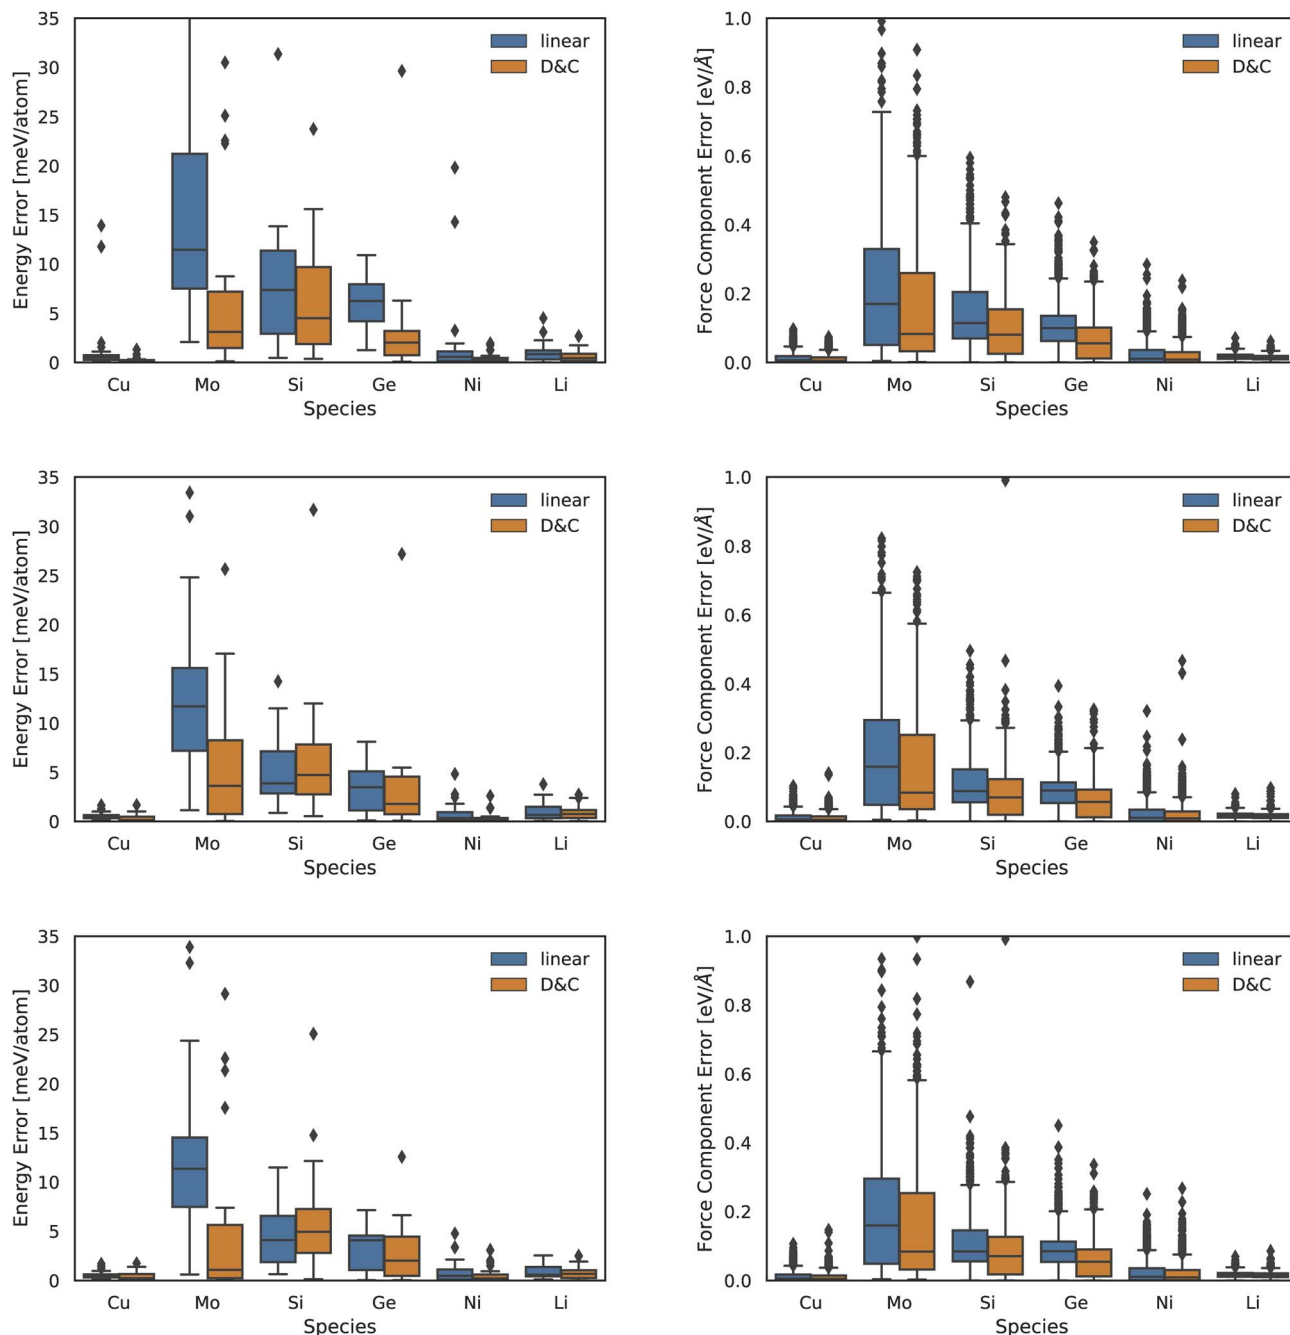 Energy Error [meV/atom]
35
30
25
20
15
10
5
0
linear
D&C
Cu Mo Si Ge Ni Li
Species
Force Component Error [eV/Å]
1.0
0.8
0.6
0.4
0.2
0.0
linear
D&C
Cu Mo Si Ge Ni Li
Species
Energy Error [meV/atom]
35
30
25
20
15
10
5
0
linear
D&C
Cu Mo Si Ge Ni Li
Species
Force Component Error [eV/Å]
1.0
0.8
0.6
0.4
0.2
0.0
linear
D&C
Cu Mo Si Ge Ni Li
Species
Energy Error [meV/atom]
35
30
25
20
15
10
5
0
linear
D&C
Cu Mo Si Ge Ni Li
Species
Force Component Error [eV/Å]
1.0
0.8
0.6
0.4
0.2
0.0
linear
D&C
Cu Mo Si Ge Ni Li
Species